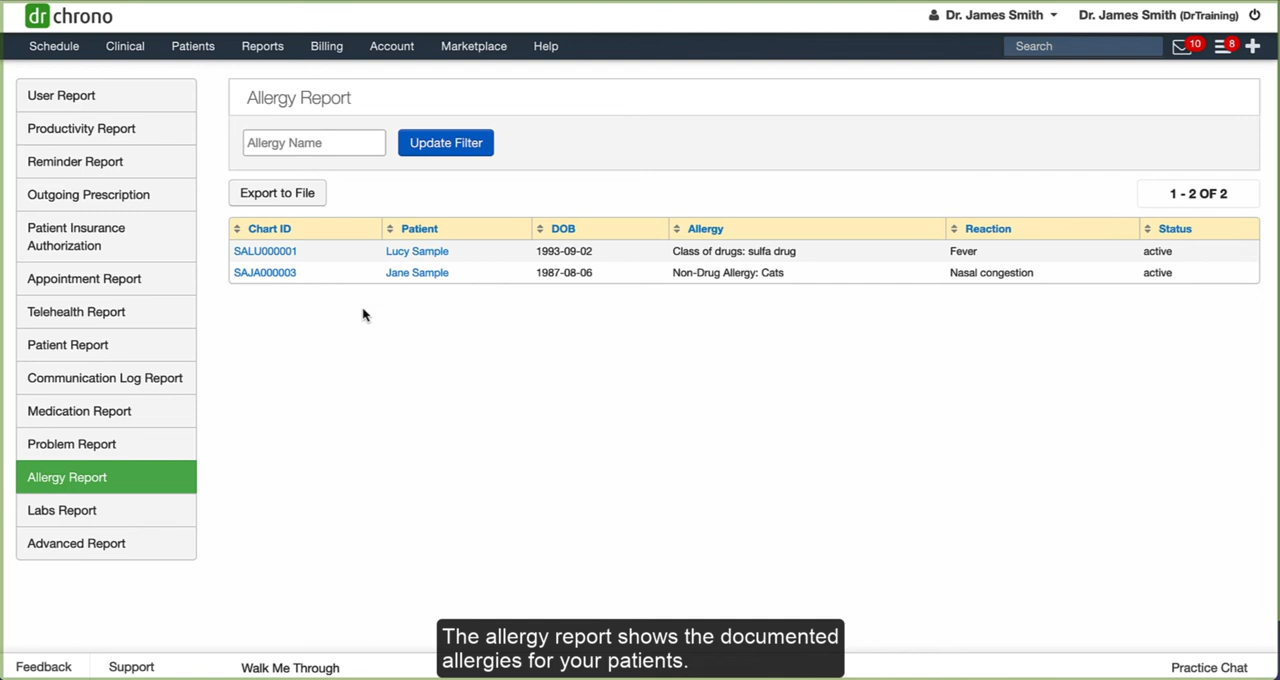 dr chrono
Dr. James Smith
Dr. James Smith (DrTraining)
Schedule Clinical Patients Reports Billing Account Marketplace Help
Search
10
8
User Report
Productivity Report
Reminder Report
Outgoing Prescription
Patient Insurance
Authorization
Appointment Report
Telehealth Report
Patient Report
Communication Log Report
Medication Report
Problem Report
Allergy Report
Labs Report
Advanced Report
Allergy Report
Allergy Name
Update Filter
Export to File
1 - 2 OF 2
Chart ID Patient DOB Allergy Reaction Status
SALU000001 Lucy Sample 1993-09-02 Class of drugs: sulfa drug Fever active
SAJA000003 Jane Sample 1987-08-06 Non-Drug Allergy: Cats Nasal congestion active
The allergy report shows the documented
allergies for your patients.
Feedback Support Walk Me Through Practice Chat